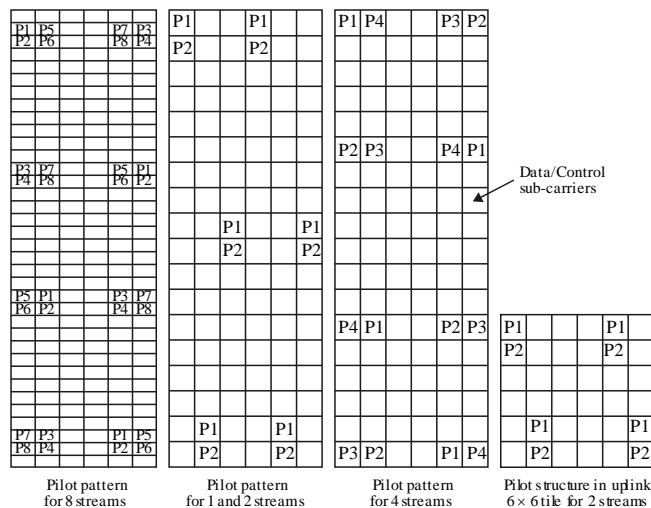 P1 P5 P7 P3
P2 P6 P8 P4
P3 P7 P5 P1
P4 P8 P6 P2
P5 P1 P3 P7
P6 P2 P4 P8
P7 P3 P1 P5
P8 P4 P2 P6
Pilot pattern
for 8 streams
P1 P1
P2 P2
P1 P1
P2 P2
P1 P1
P2 P2
Pilot pattern
for 1 and 2 streams
P1 P4 P3 P2
P2 P3 P4 P1
P4 P1 P2 P3
P3 P2 P1 P4
Pilot pattern
for 4 streams
Data/Control
sub-carriers
P1 P1
P2 P2
P1 P1
P2 P2
Pilot structure in uplink
6 × 6 tile for 2 streams